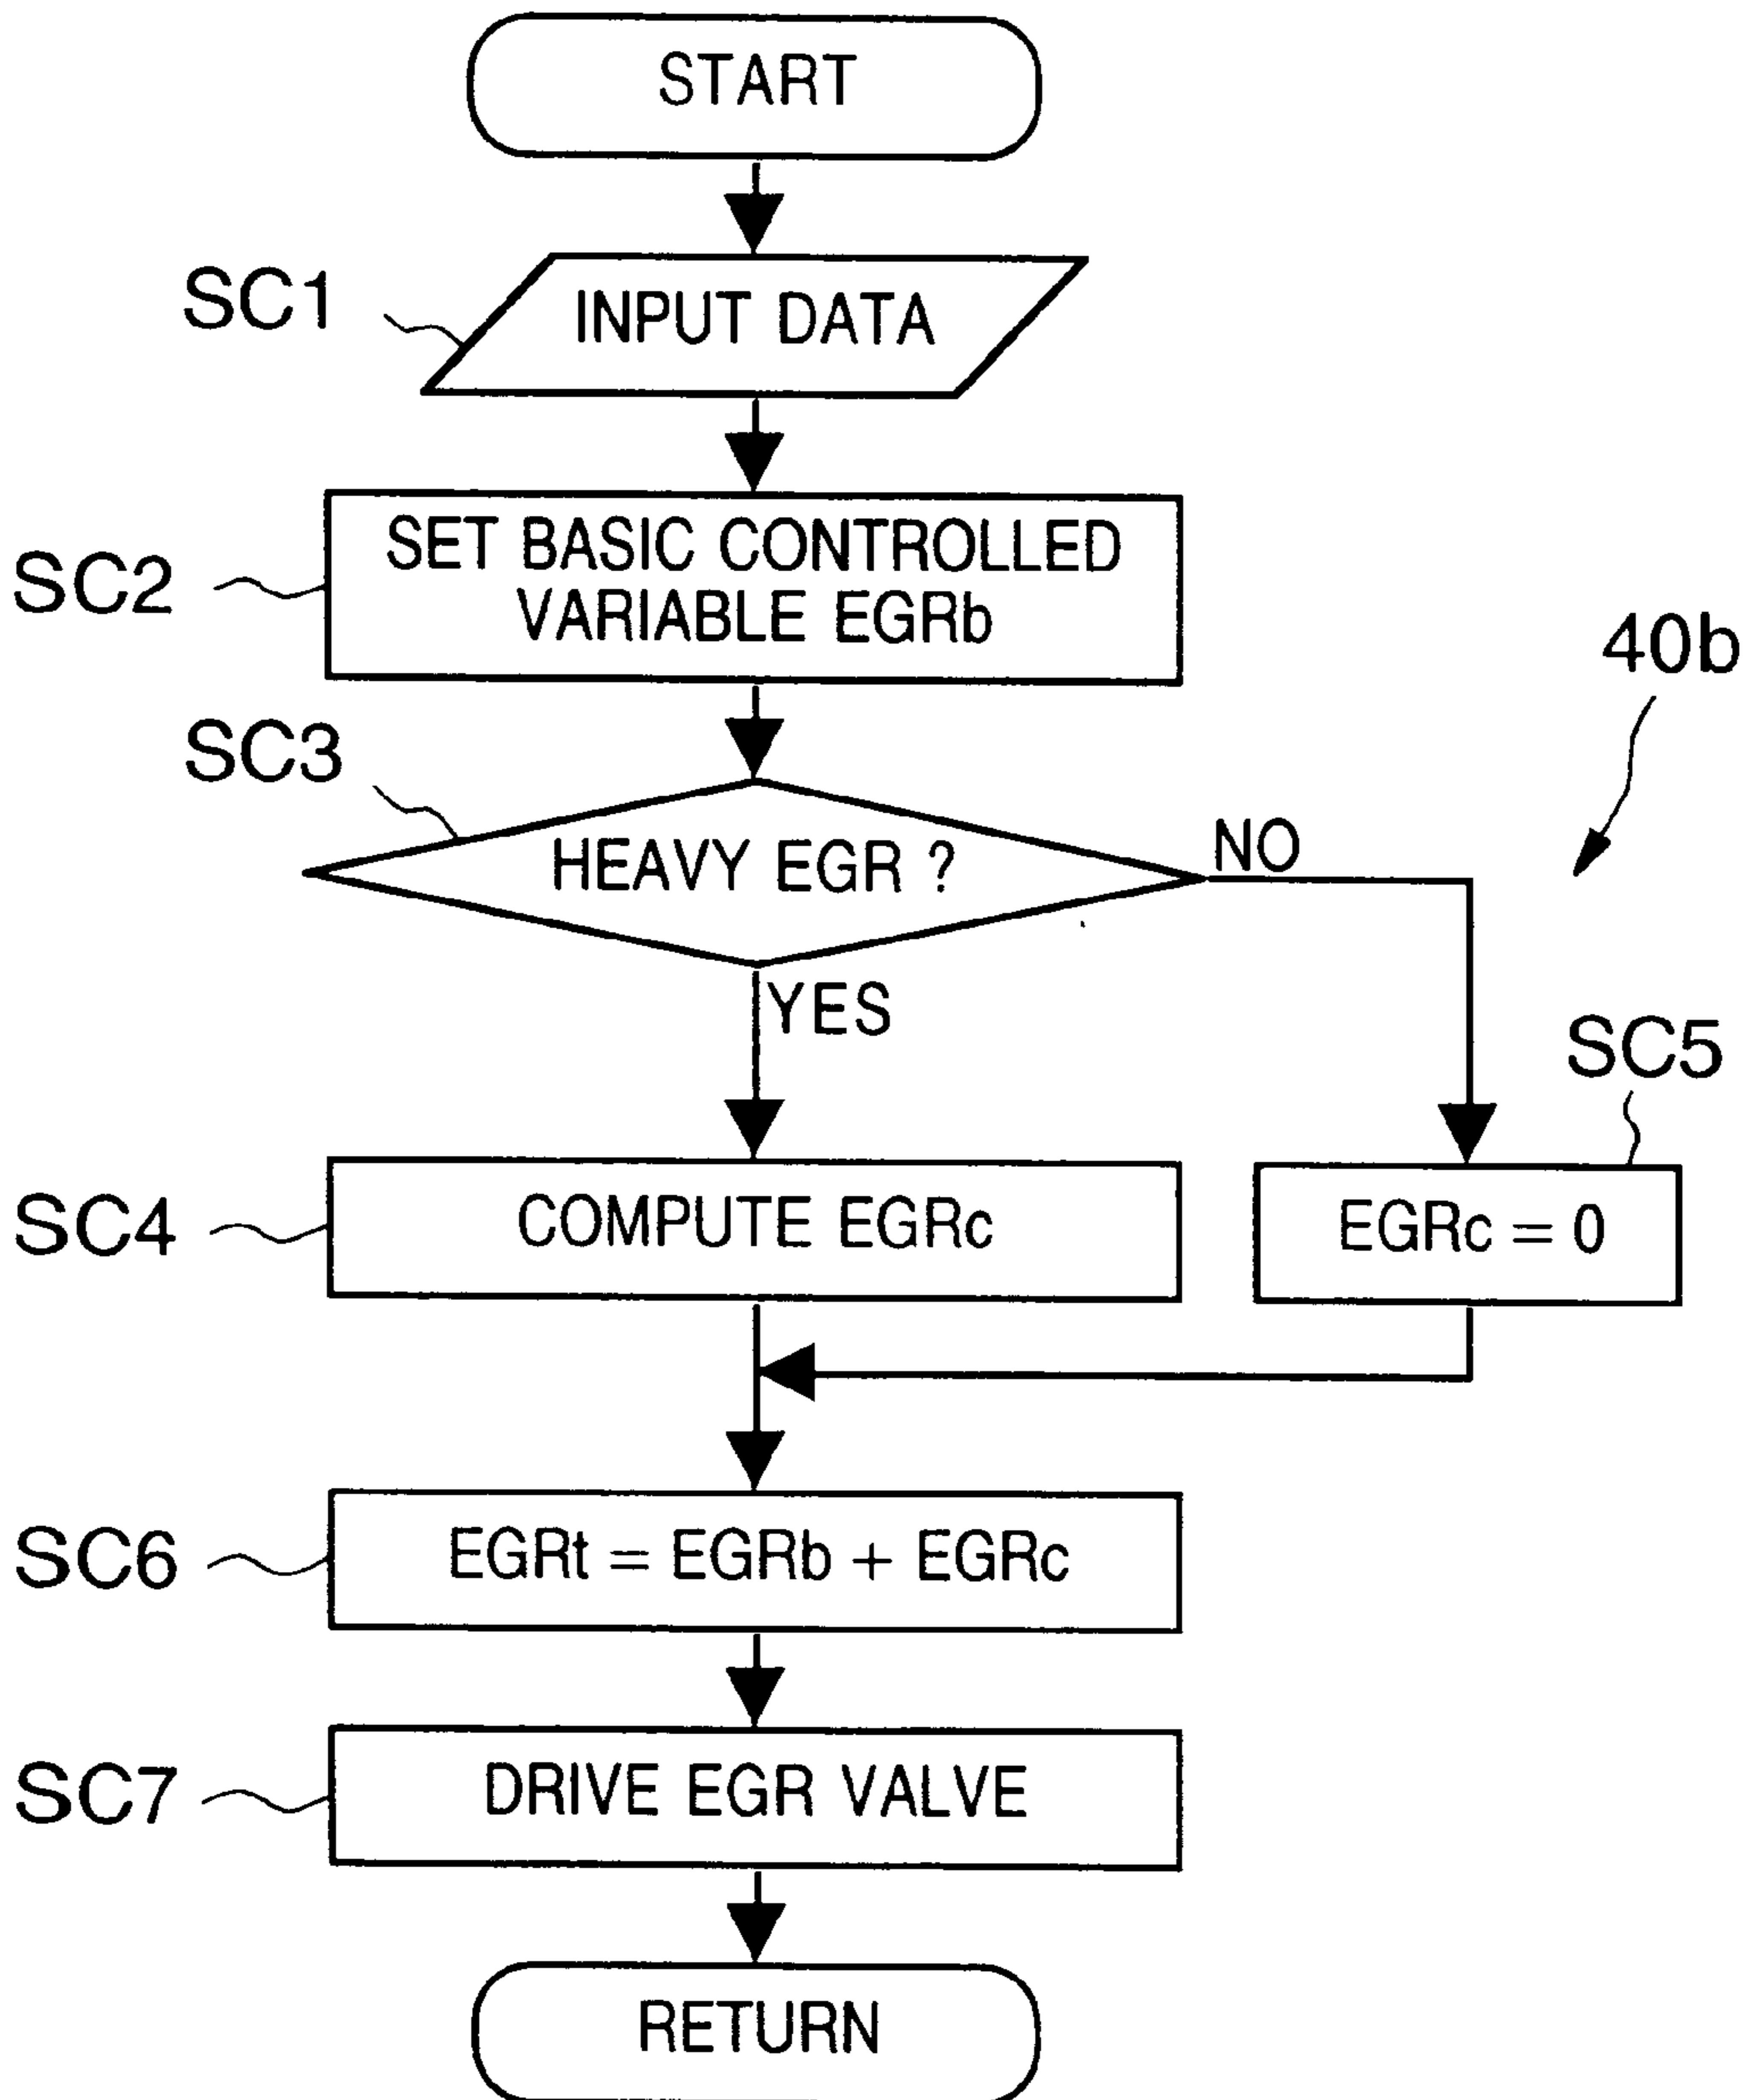 START
SC1
INPUT DATA
SC2
SET BASIC CONTROLLED
VARIABLE EGRb
40b
SC3
HEAVY EGR ?
NO
YES
SC5
SC4
COMPUTE EGRc
EGRc = 0
SC6
EGRt = EGRb + EGRc
SC7
DRIVE EGR VALVE
RETURN